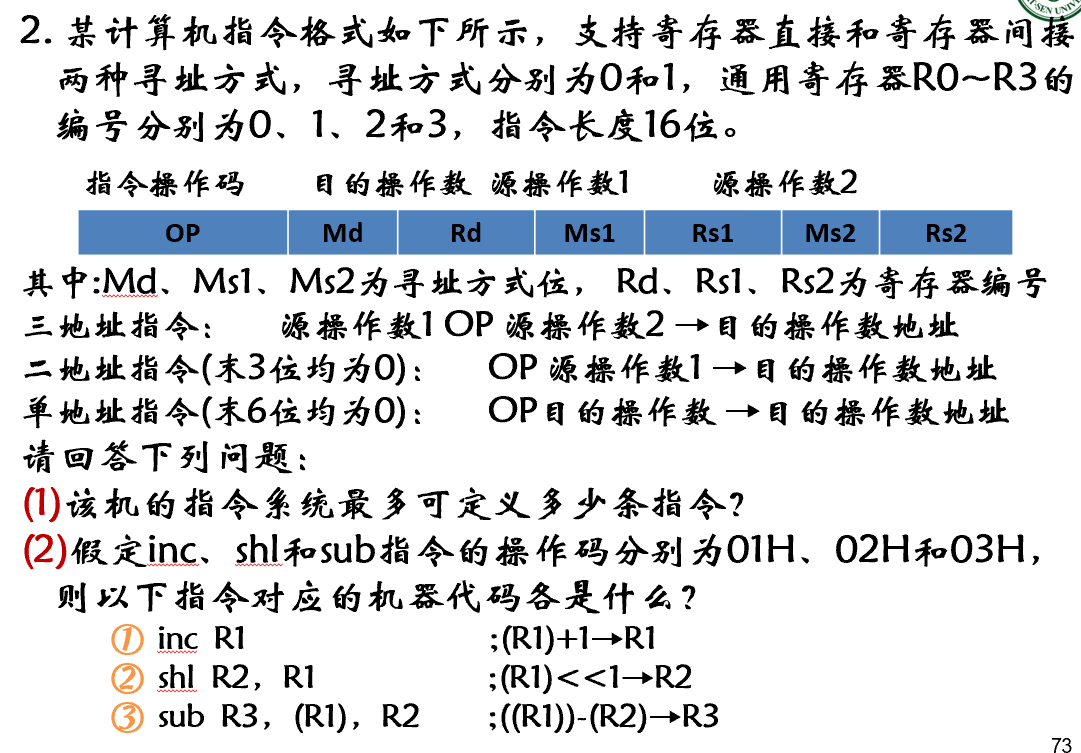 2. 某计算机指令格式如下所示，支持寄存器直接和寄存器间接
两种寻址方式，寻址方式分别为0和1，通用寄存器R0～R3的
编号分别为0、1、2和3，指令长度16位。
指令操作码 目的操作数 源操作数1 源操作数2
OP Md Rd Ms1 Rs1 Ms2 Rs2
其中:Md、Ms1、Ms2为寻址方式位， Rd、Rs1、Rs2为寄存器编号
三地址指令： 源操作数1 OP 源操作数2 →目的操作数地址
二地址指令(末3位均为0)： OP 源操作数1 →目的操作数地址
单地址指令(末6位均为0)： OP目的操作数 →目的操作数地址
请回答下列问题：
(1)该机的指令系统最多可定义多少条指令?
(2)假定inc、shl和sub指令的操作码分别为01H、02H和03H，
则以下指令对应的机器代码各是什么?
① inc R1 ;(R1)+1→R1
② shl R2，R1 ;(R1)<<1→R2
③ sub R3，(R1)，R2 ;((R1))-(R2)→R3
73